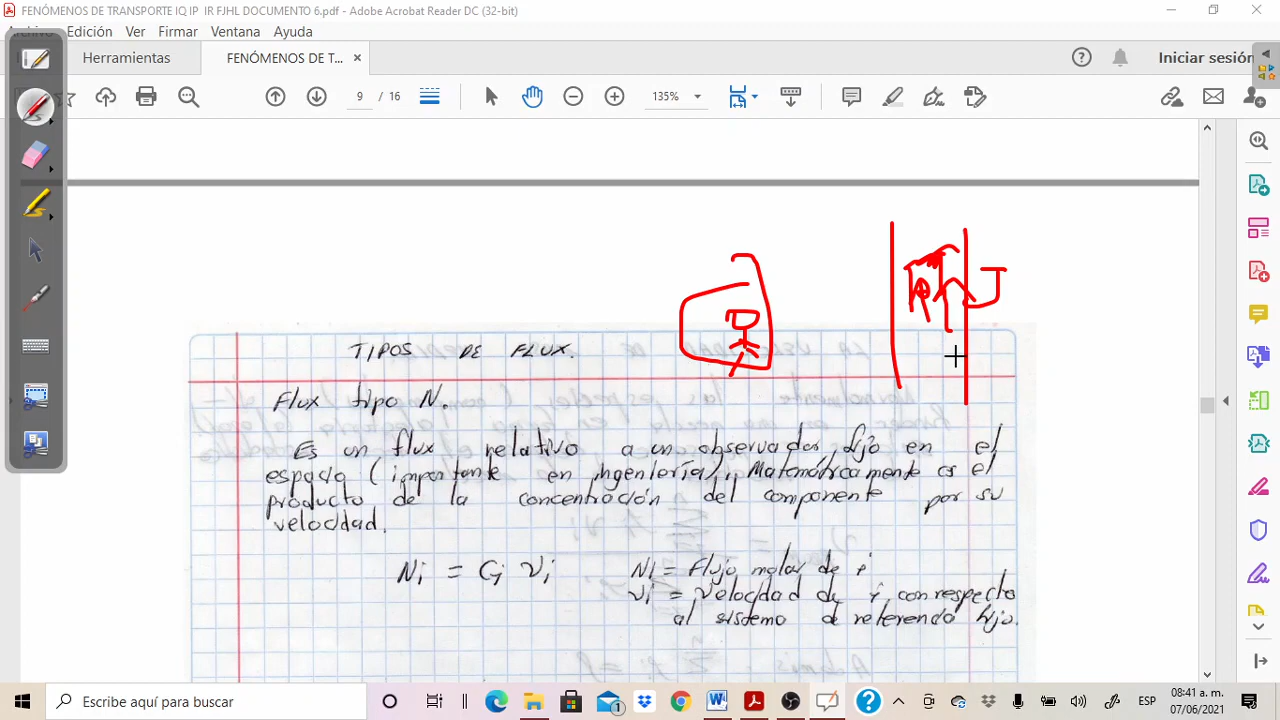 FENÓMENOS DE TRANSPORTE IQ IP  IR FJHL DOCUMENTO 6.pdf - Adobe Acrobat Reader DC (32-bit)
Archivo Edición Ver Firmar Ventana Ayuda
Herramientas FENÓMENOS DE T... Iniciar sesión
9 / 16 135%
J
TIPOS DE FLUX.
Flux tipo N.
Es un flux relativo a un observador fijo en el
espacio (importante en ingeniería), Matemáticamente es el
producto de la concentración del componente por su
velocidad.
Ni = Ci vi
Ni = Flujo molar de i
vi = velocidad de i, con respecto
al sistema de referencia fijo.
Escribe aquí para buscar
1
ESP
08:41 a. m.
07/06/2021